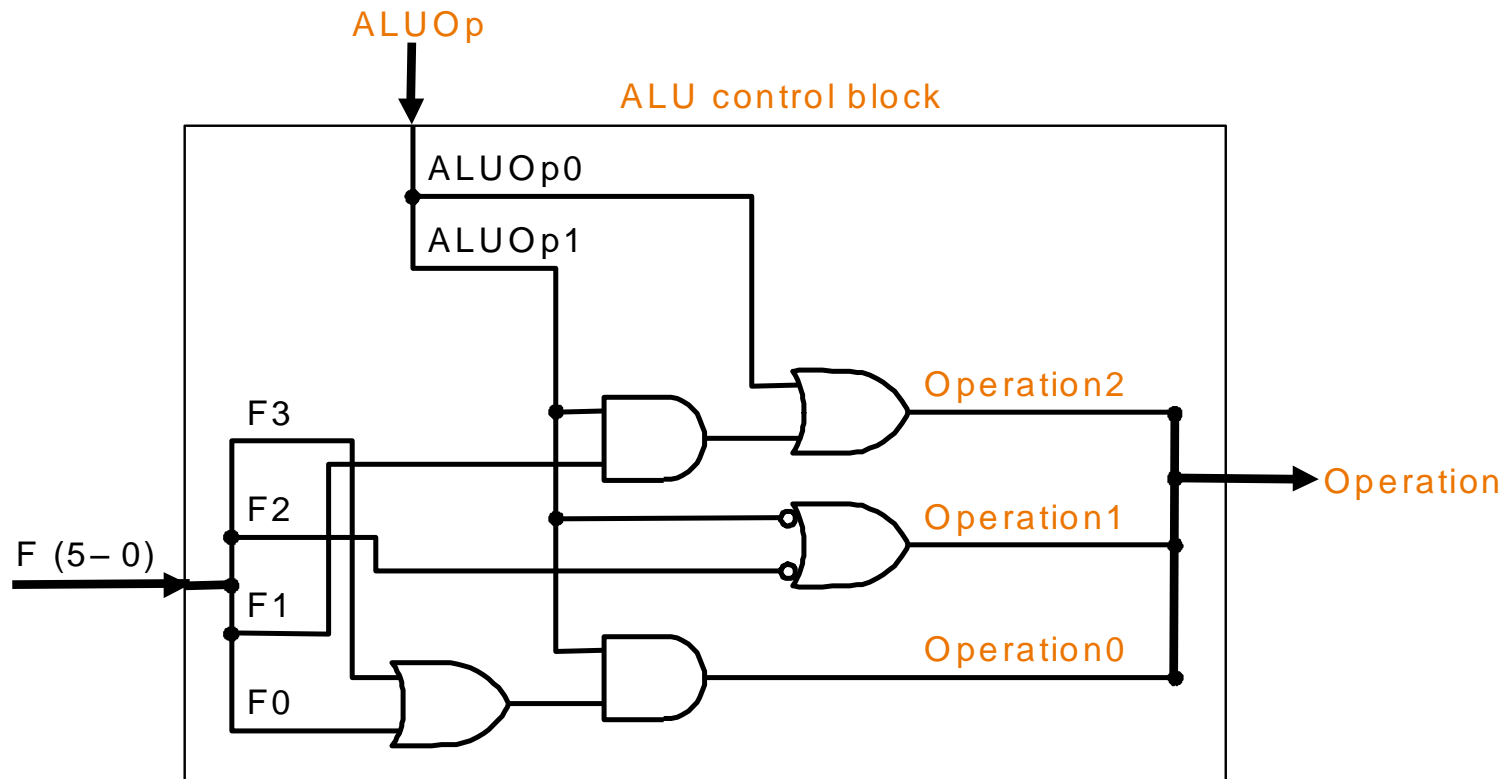 ALUOp
ALU control block
ALUOp0
ALUOp1
Operation2
F3
Operation
F2
Operation1
F (5–0)
F1
Operation0
F0